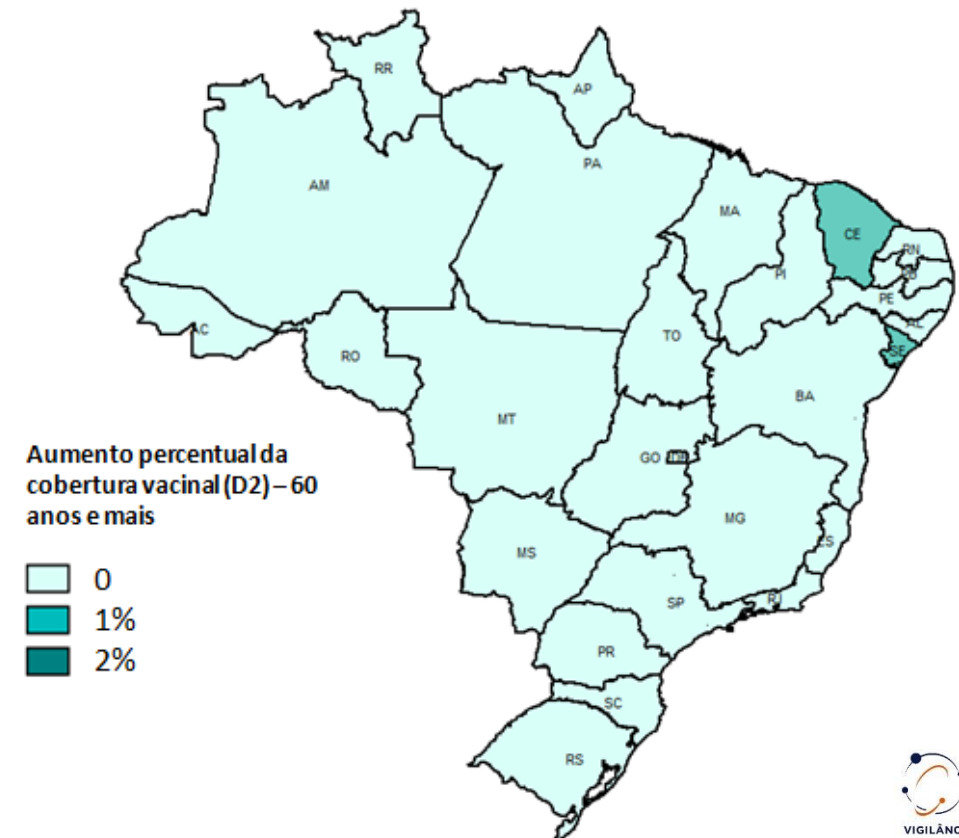 RR
AP
AM
PA
MA
CE
RN
PI
PE
AC
AL
TO
SE
RO
BA
MT
GO
DF
Aumento percentual da
cobertura vacinal (D2) – 60
anos e mais
0
1%
2%
MG
ES
MS
SP
RJ
PR
SC
RS